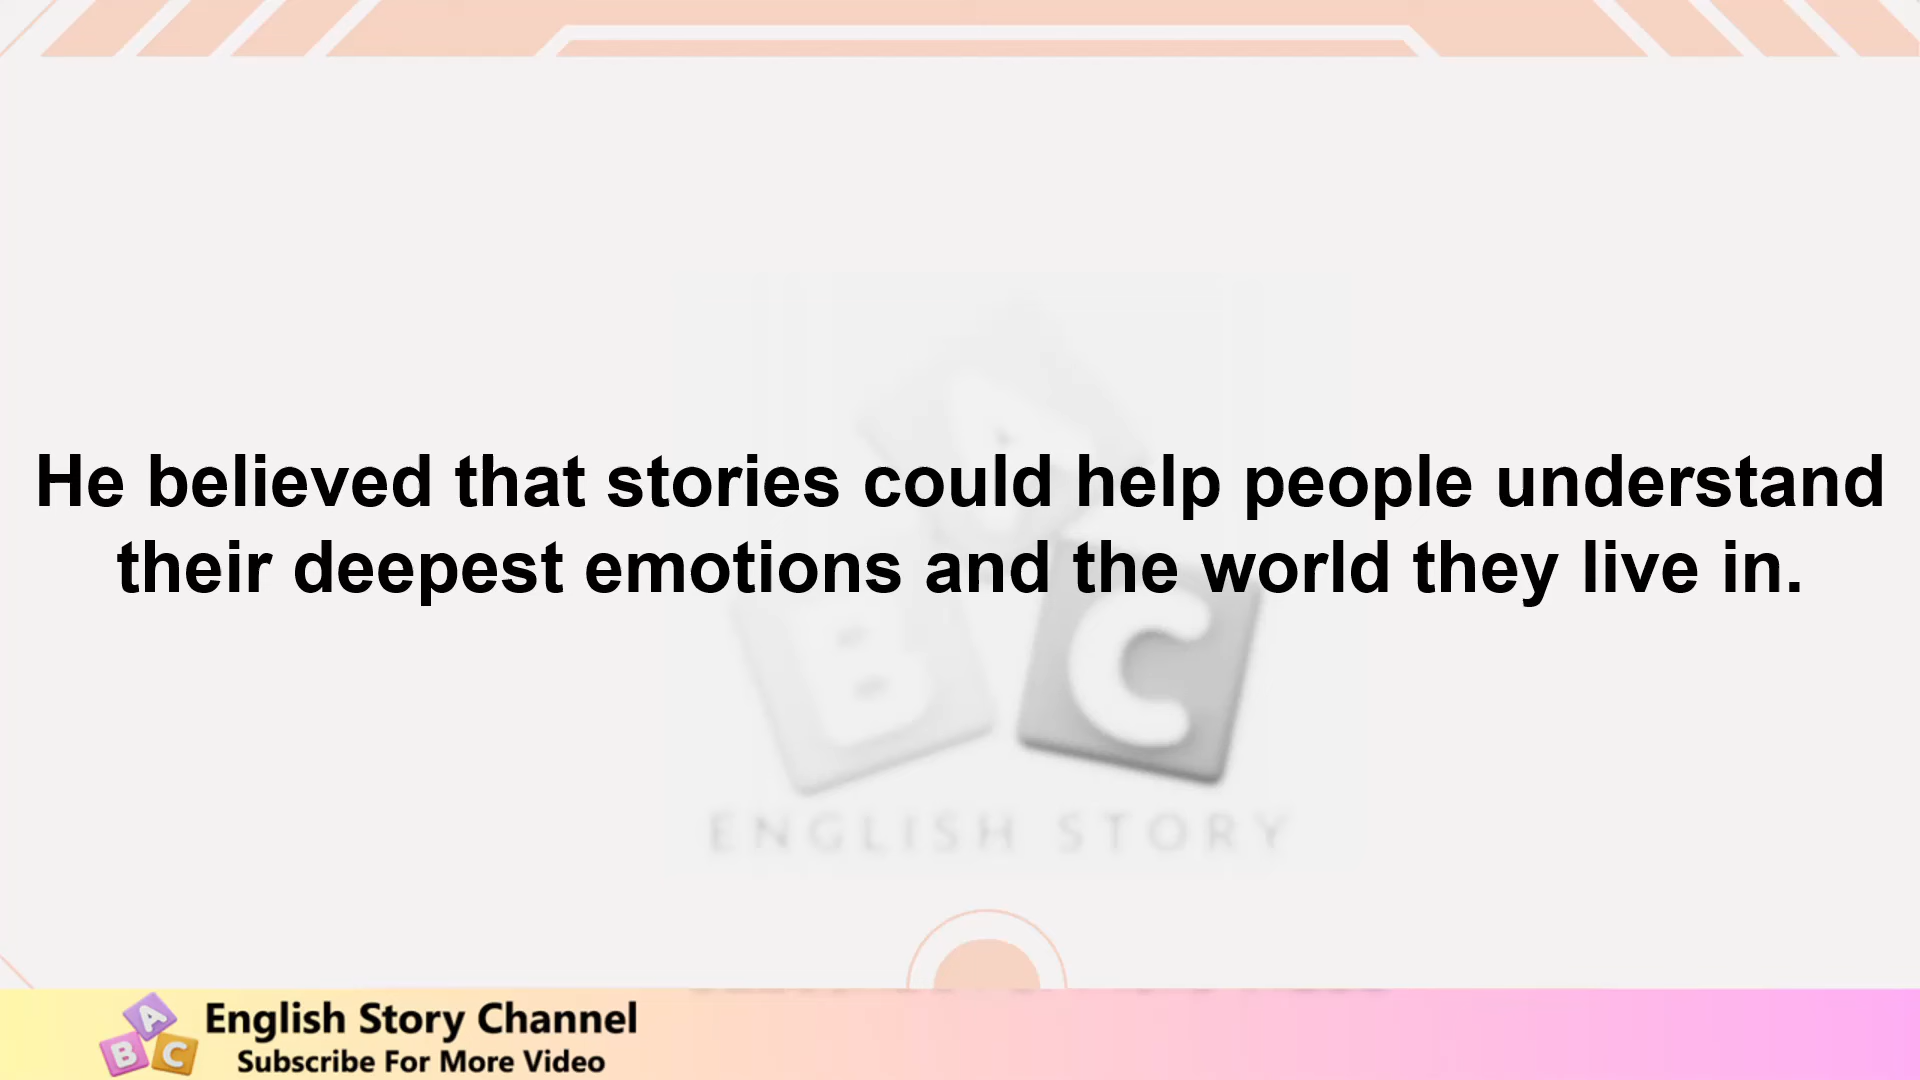 He believed that stories could help people understand
their deepest emotions and the world they live in.
A
B
C
ENGLISH STORY
A
B
C
English Story Channel
Subscribe For More Video